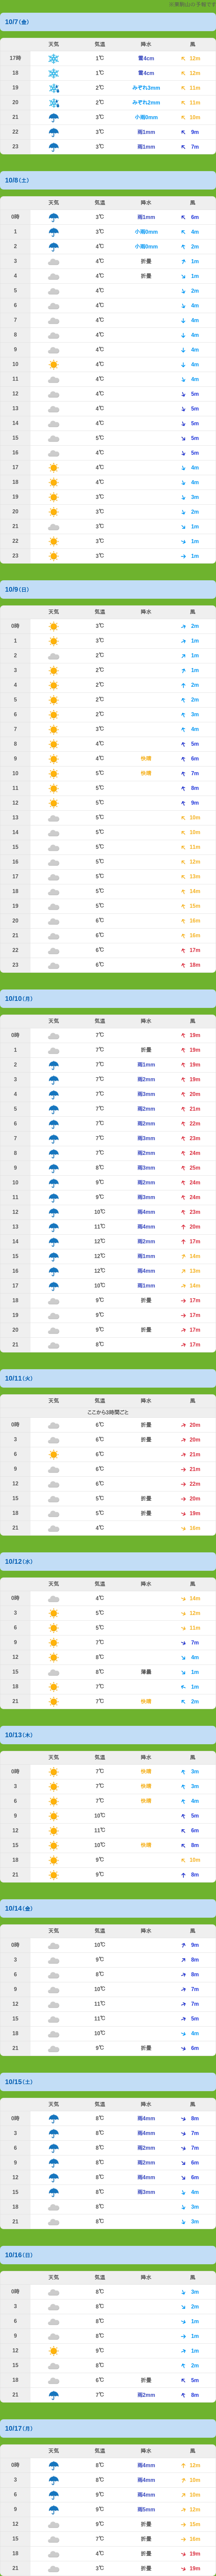 10/7(金)
天気 気温 降水 風
17時 1℃ 雪4cm 12m
18 1℃ 雪4cm 11m
19 2℃ みぞれ3mm 11m
20 2℃ みぞれ2mm 11m
21 3℃ 小雨0mm 10m
22 3℃ 雨1mm 9m
23 3℃ 雨1mm 7m
10/8(土)
天気 気温 降水 風
0時 3℃ 雨1mm 6m
1 3℃ 小雨0mm 4m
2 4℃ 小雨0mm 2m
3 4℃ 折曇 1m
4 4℃ 折曇 1m
5 4℃ 2m
6 4℃ 4m
7 4℃ 4m
8 4℃ 4m
9 4℃ 4m
10 4℃ 4m
11 4℃ 4m
12 4℃ 5m
13 4℃ 5m
14 4℃ 5m
15 5℃ 5m
16 4℃ 5m
17 4℃ 4m
18 4℃ 4m
19 3℃ 3m
20 3℃ 2m
21 3℃ 1m
22 3℃ 1m
23 3℃ 1m
10/9(日)
天気 気温 降水 風
0時 3℃ 2m
1 3℃ 1m
2 2℃ 1m
3 2℃ 1m
4 2℃ 2m
5 2℃ 2m
6 2℃ 3m
7 3℃ 4m
8 4℃ 5m
9 4℃ 快晴 6m
10 5℃ 快晴 7m
11 5℃ 8m
12 5℃ 9m
13 5℃ 10m
14 5℃ 10m
15 5℃ 11m
16 5℃ 12m
17 5℃ 13m
18 5℃ 14m
19 5℃ 15m
20 6℃ 16m
21 6℃ 16m
22 6℃ 17m
23 6℃ 18m
10/10(月)
天気 気温 降水 風
0時 7℃ 19m
1 7℃ 折曇 19m
2 7℃ 雨1mm 19m
3 7℃ 雨2mm 19m
4 7℃ 雨3mm 20m
5 7℃ 雨2mm 21m
6 7℃ 雨2mm 22m
7 7℃ 雨3mm 23m
8 7℃ 雨2mm 24m
9 8℃ 雨3mm 25m
10 9℃ 雨2mm 24m
11 9℃ 雨3mm 24m
12 10℃ 雨4mm 23m
13 11℃ 雨4mm 20m
14 12℃ 雨2mm 17m
15 12℃ 雨1mm 14m
16 12℃ 雨4mm 13m
17 10℃ 雨1mm 14m
18 9℃ 折曇 17m
19 9℃ 17m
20 9℃ 折曇 17m
21 8℃ 17m
10/11(火)
天気 気温 降水 風
ここから3時間ごと
0時 6℃ 折曇 20m
3 6℃ 折曇 20m
6 6℃ 21m
9 6℃ 21m
12 6℃ 22m
15 5℃ 折曇 20m
18 5℃ 折曇 19m
21 4℃ 16m
10/12(水)
天気 気温 降水 風
0時 4℃ 14m
3 5℃ 12m
6 5℃ 11m
9 7℃ 7m
12 8℃ 4m
15 8℃ 薄曇 1m
18 7℃ 1m
21 7℃ 快晴 2m
10/13(木)
天気 気温 降水 風
0時 7℃ 快晴 3m
3 7℃ 快晴 3m
6 7℃ 快晴 4m
9 10℃ 5m
12 11℃ 6m
15 10℃ 快晴 8m
18 9℃ 10m
21 9℃ 8m
10/14(金)
天気 気温 降水 風
0時 10℃ 9m
3 9℃ 8m
6 8℃ 8m
9 10℃ 7m
12 11℃ 7m
15 11℃ 5m
18 10℃ 4m
21 9℃ 折曇 6m
10/15(土)
天気 気温 降水 風
0時 8℃ 雨4mm 8m
3 8℃ 雨4mm 7m
6 8℃ 雨2mm 7m
9 8℃ 雨2mm 6m
12 8℃ 雨4mm 6m
15 8℃ 雨3mm 4m
18 8℃ 3m
21 8℃ 3m
10/16(日)
天気 気温 降水 風
0時 8℃ 3m
3 8℃ 2m
6 8℃ 1m
9 8℃ 1m
12 9℃ 1m
15 8℃ 2m
18 6℃ 折曇 5m
21 7℃ 雨2mm 8m
10/17(月)
天気 気温 降水 風
0時 8℃ 雨4mm 12m
3 8℃ 雨4mm 10m
6 9℃ 雨4mm 10m
9 9℃ 雨5mm 12m
12 9℃ 折曇 15m
15 7℃ 折曇 16m
18 4℃ 折曇 19m
21 3℃ 折曇 19m